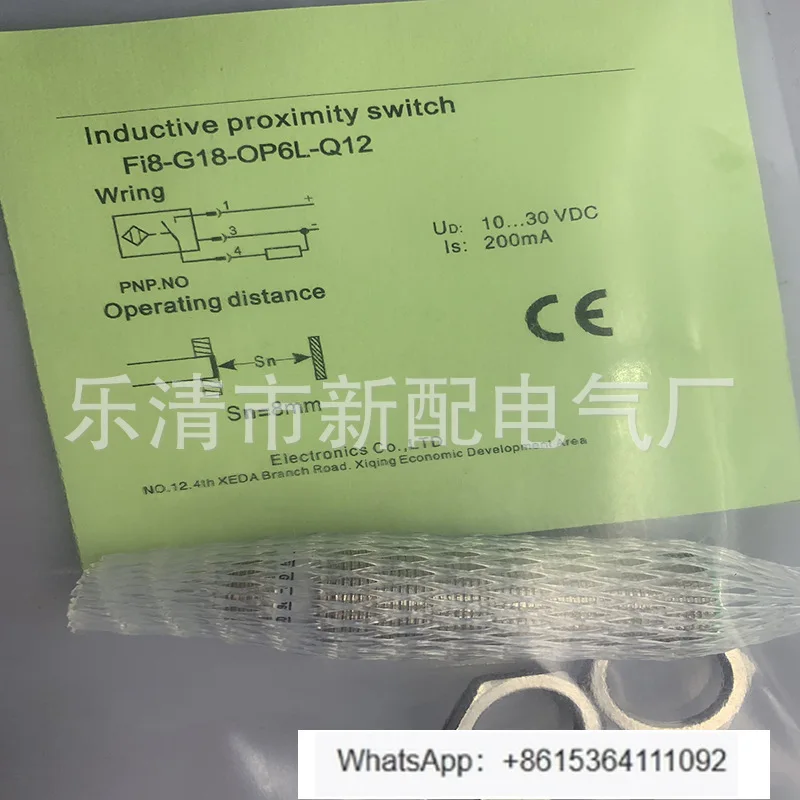 Inductive proximity switch
Fi8-G18-OP6L-Q12
Wring
1 +
3 -
4
PNP.NO
UD: 10...30 VDC
Is: 200mA
Operating distance
CE
Sn
Sn=8mm
乐清市新配电气厂
Electronics Co.,LTD
NO.12.4th XEDA Branch Road. Xiqing Economic Development Area
WhatsApp: +8615364111092